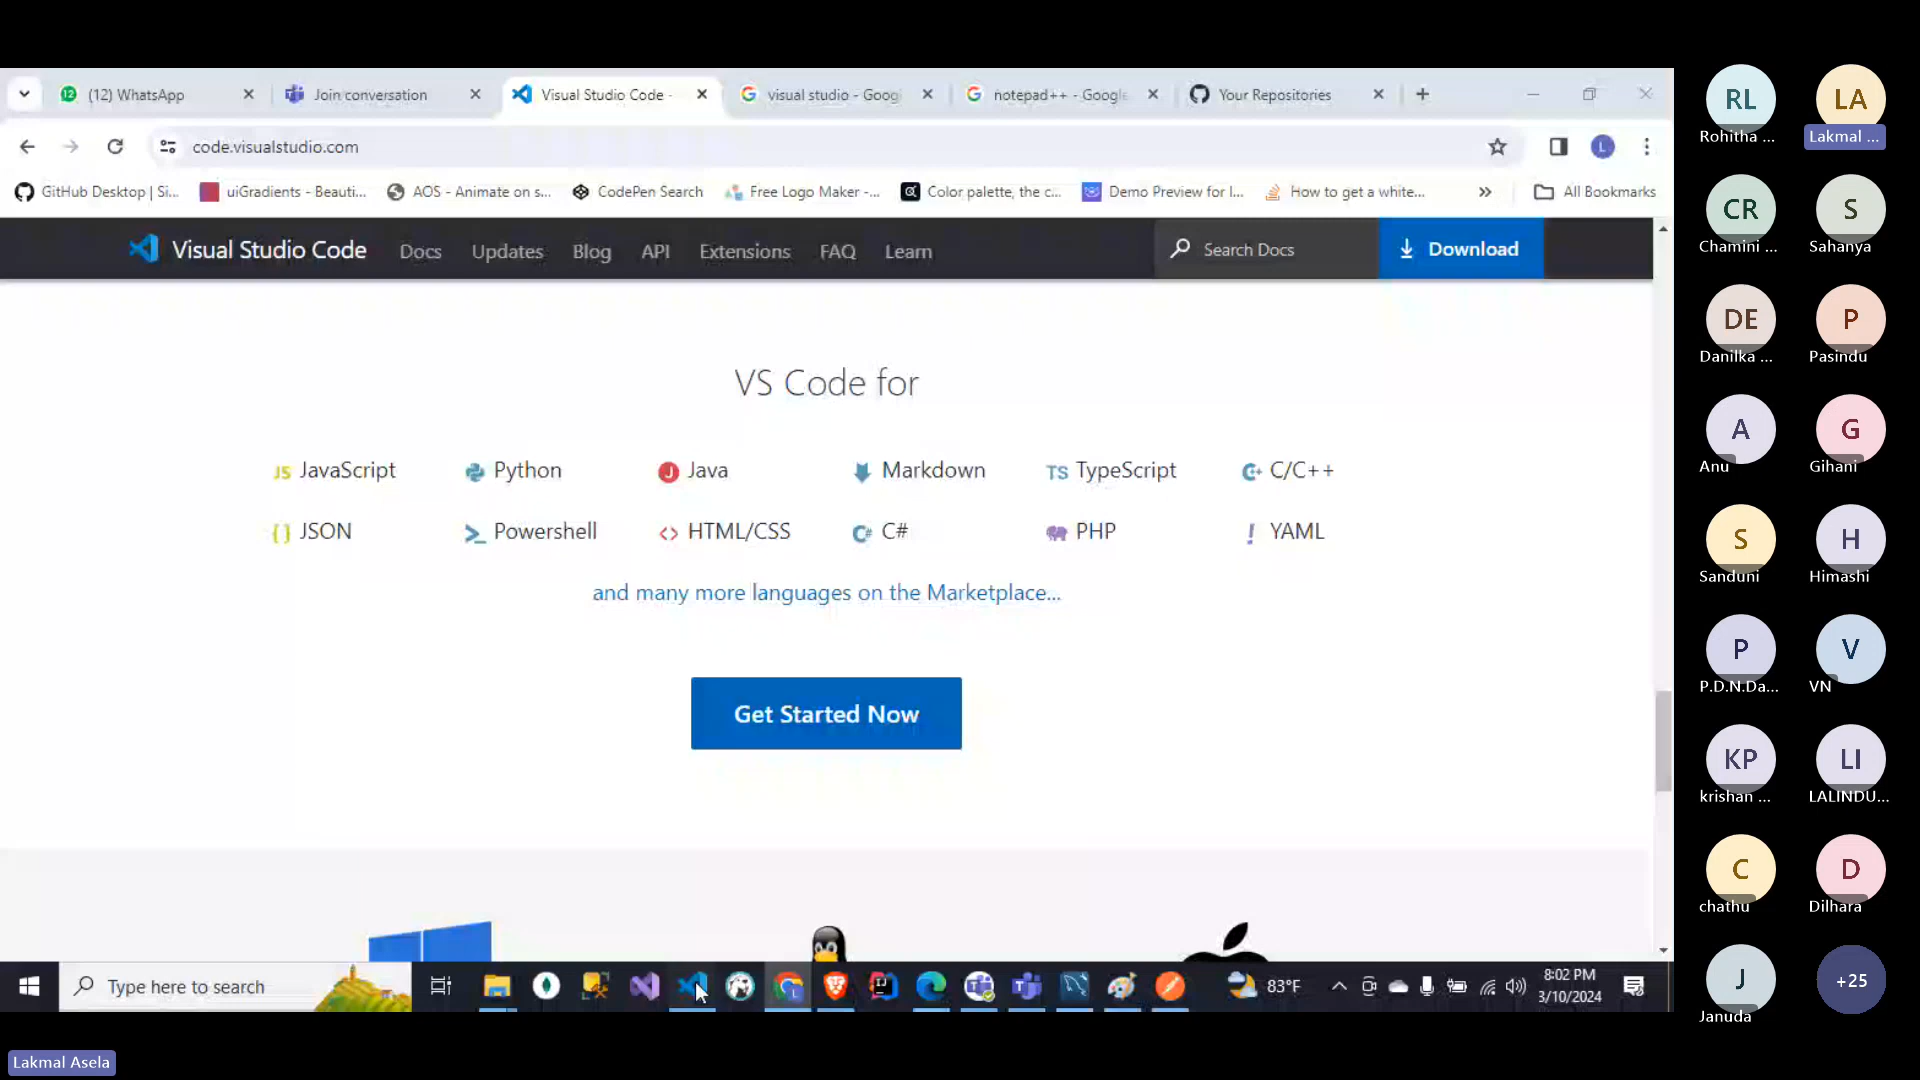 (12) WhatsApp
Join conversation
Visual Studio Code -
visual studio - Goog
notepad++ - Google
Your Repositories
code.visualstudio.com
L
GitHub Desktop | Si...
uiGradients - Beauti...
AOS - Animate on s...
CodePen Search
Free Logo Maker -...
Color palette, the c...
Demo Preview for l...
How to get a white...
All Bookmarks
Visual Studio Code
Docs
Updates
Blog
API
Extensions
FAQ
Learn
Search Docs
Download
VS Code for
JS JavaScript
Python
J Java
Markdown
TS TypeScript
C/C++
{} JSON
Powershell
<> HTML/CSS
C#
PHP
! YAML
and many more languages on the Marketplace...
Get Started Now
Type here to search
83°F
8:02 PM
3/10/2024
RL
Rohitha ...
LA
Lakmal ...
CR
Chamini ...
S
Sahanya
DE
Danilka ...
P
Pasindu
A
Anu
G
Gihani
S
Sanduni
H
Himashi
P
P.D.N.Da...
V
VN
KP
krishan ...
LI
LALINDU...
C
chathu
D
Dilhara
J
Januda
+25
Lakmal Asela